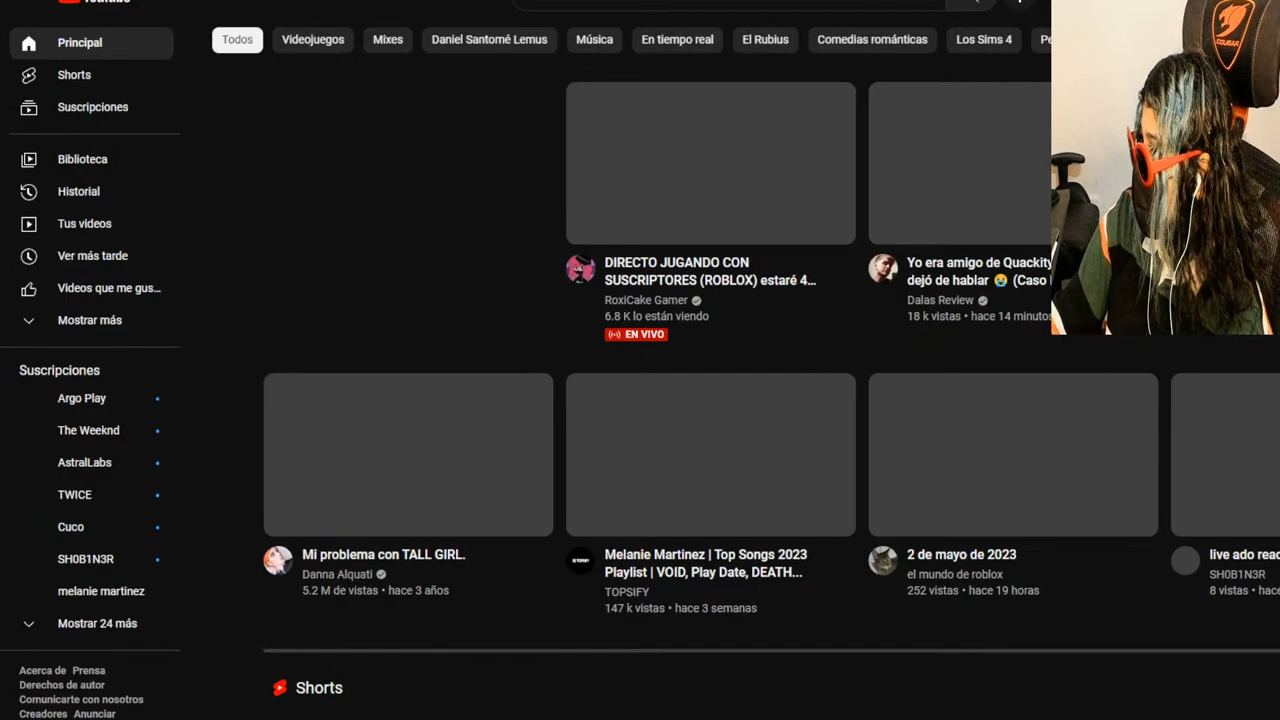 YouTube
Principal
Shorts
Suscripciones
Biblioteca
Historial
Tus videos
Ver más tarde
Videos que me gus...
Mostrar más
Suscripciones
Argo Play
The Weeknd
AstralLabs
TWICE
Cuco
SH0B1N3R
melanie martinez
Mostrar 24 más
Acerca de Prensa
Derechos de autor
Comunicarte con nosotros
Creadores Anunciar
Todos Videojuegos Mixes Daniel Santomé Lemus Música En tiempo real El Rubius Comedias románticas Los Sims 4
DIRECTO JUGANDO CON
SUSCRIPTORES (ROBLOX) estaré 4...
RoxiCake Gamer
6.8 K lo están viendo
EN VIVO
Yo era amigo de Quackity
dejó de hablar 😭 (Caso
Dalas Review
18 k vistas • hace 14 minutos
COUGAR
Mi problema con TALL GIRL.
Danna Alquati
5.2 M de vistas • hace 3 años
Melanie Martinez | Top Songs 2023
Playlist | VOID, Play Date, DEATH...
TOPSIFY
147 k vistas • hace 3 semanas
2 de mayo de 2023
el mundo de roblox
252 vistas • hace 19 horas
live ado reac
SH0B1N3R
8 vistas • hace
Shorts